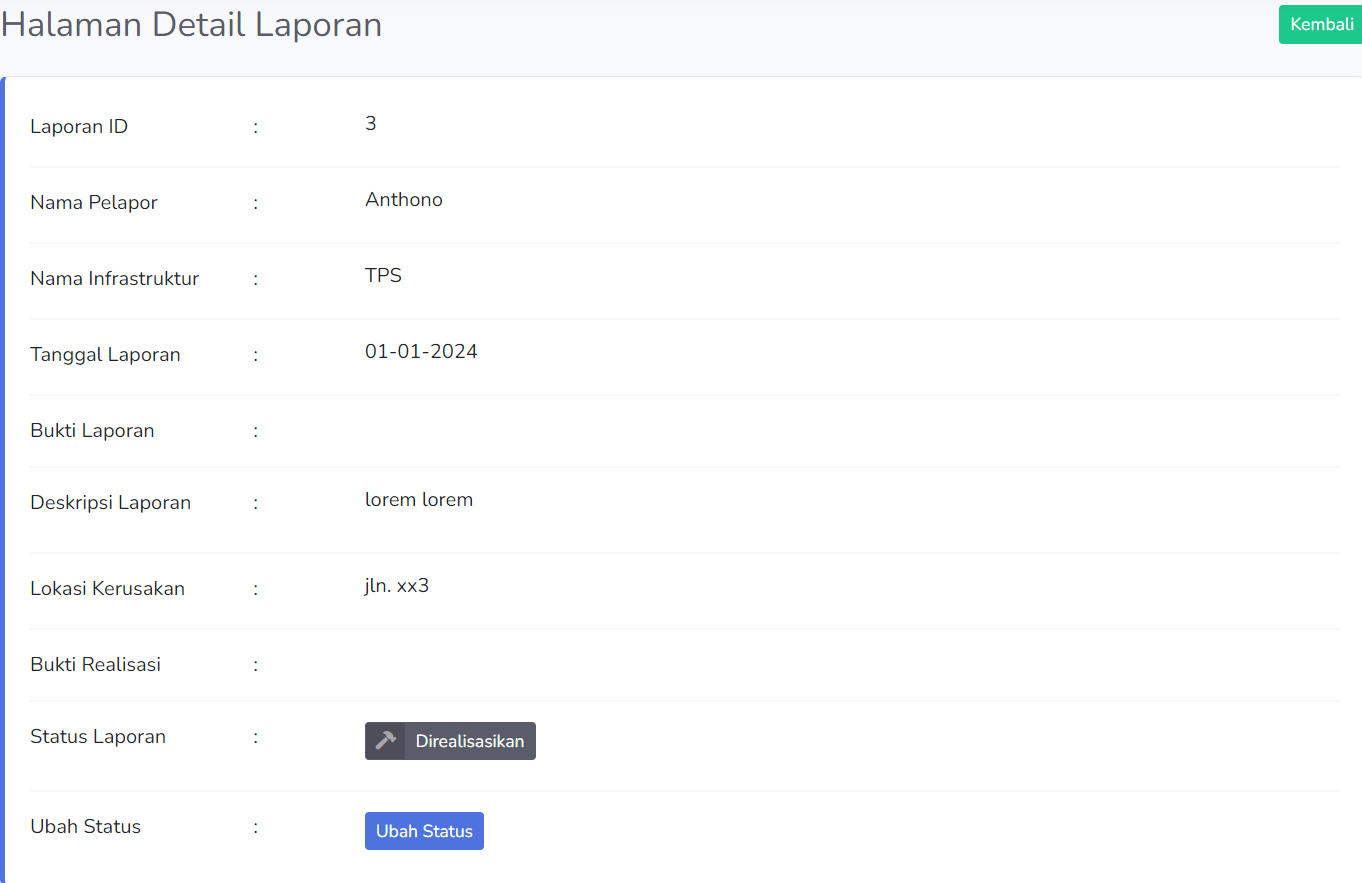 Halaman Detail Laporan
Kembali
Laporan ID : 3
Nama Pelapor : Anthono
Nama Infrastruktur : TPS
Tanggal Laporan : 01-01-2024
Bukti Laporan :
Deskripsi Laporan : lorem lorem
Lokasi Kerusakan : jln. xx3
Bukti Realisasi :
Status Laporan : Direalisasikan
Ubah Status : Ubah Status